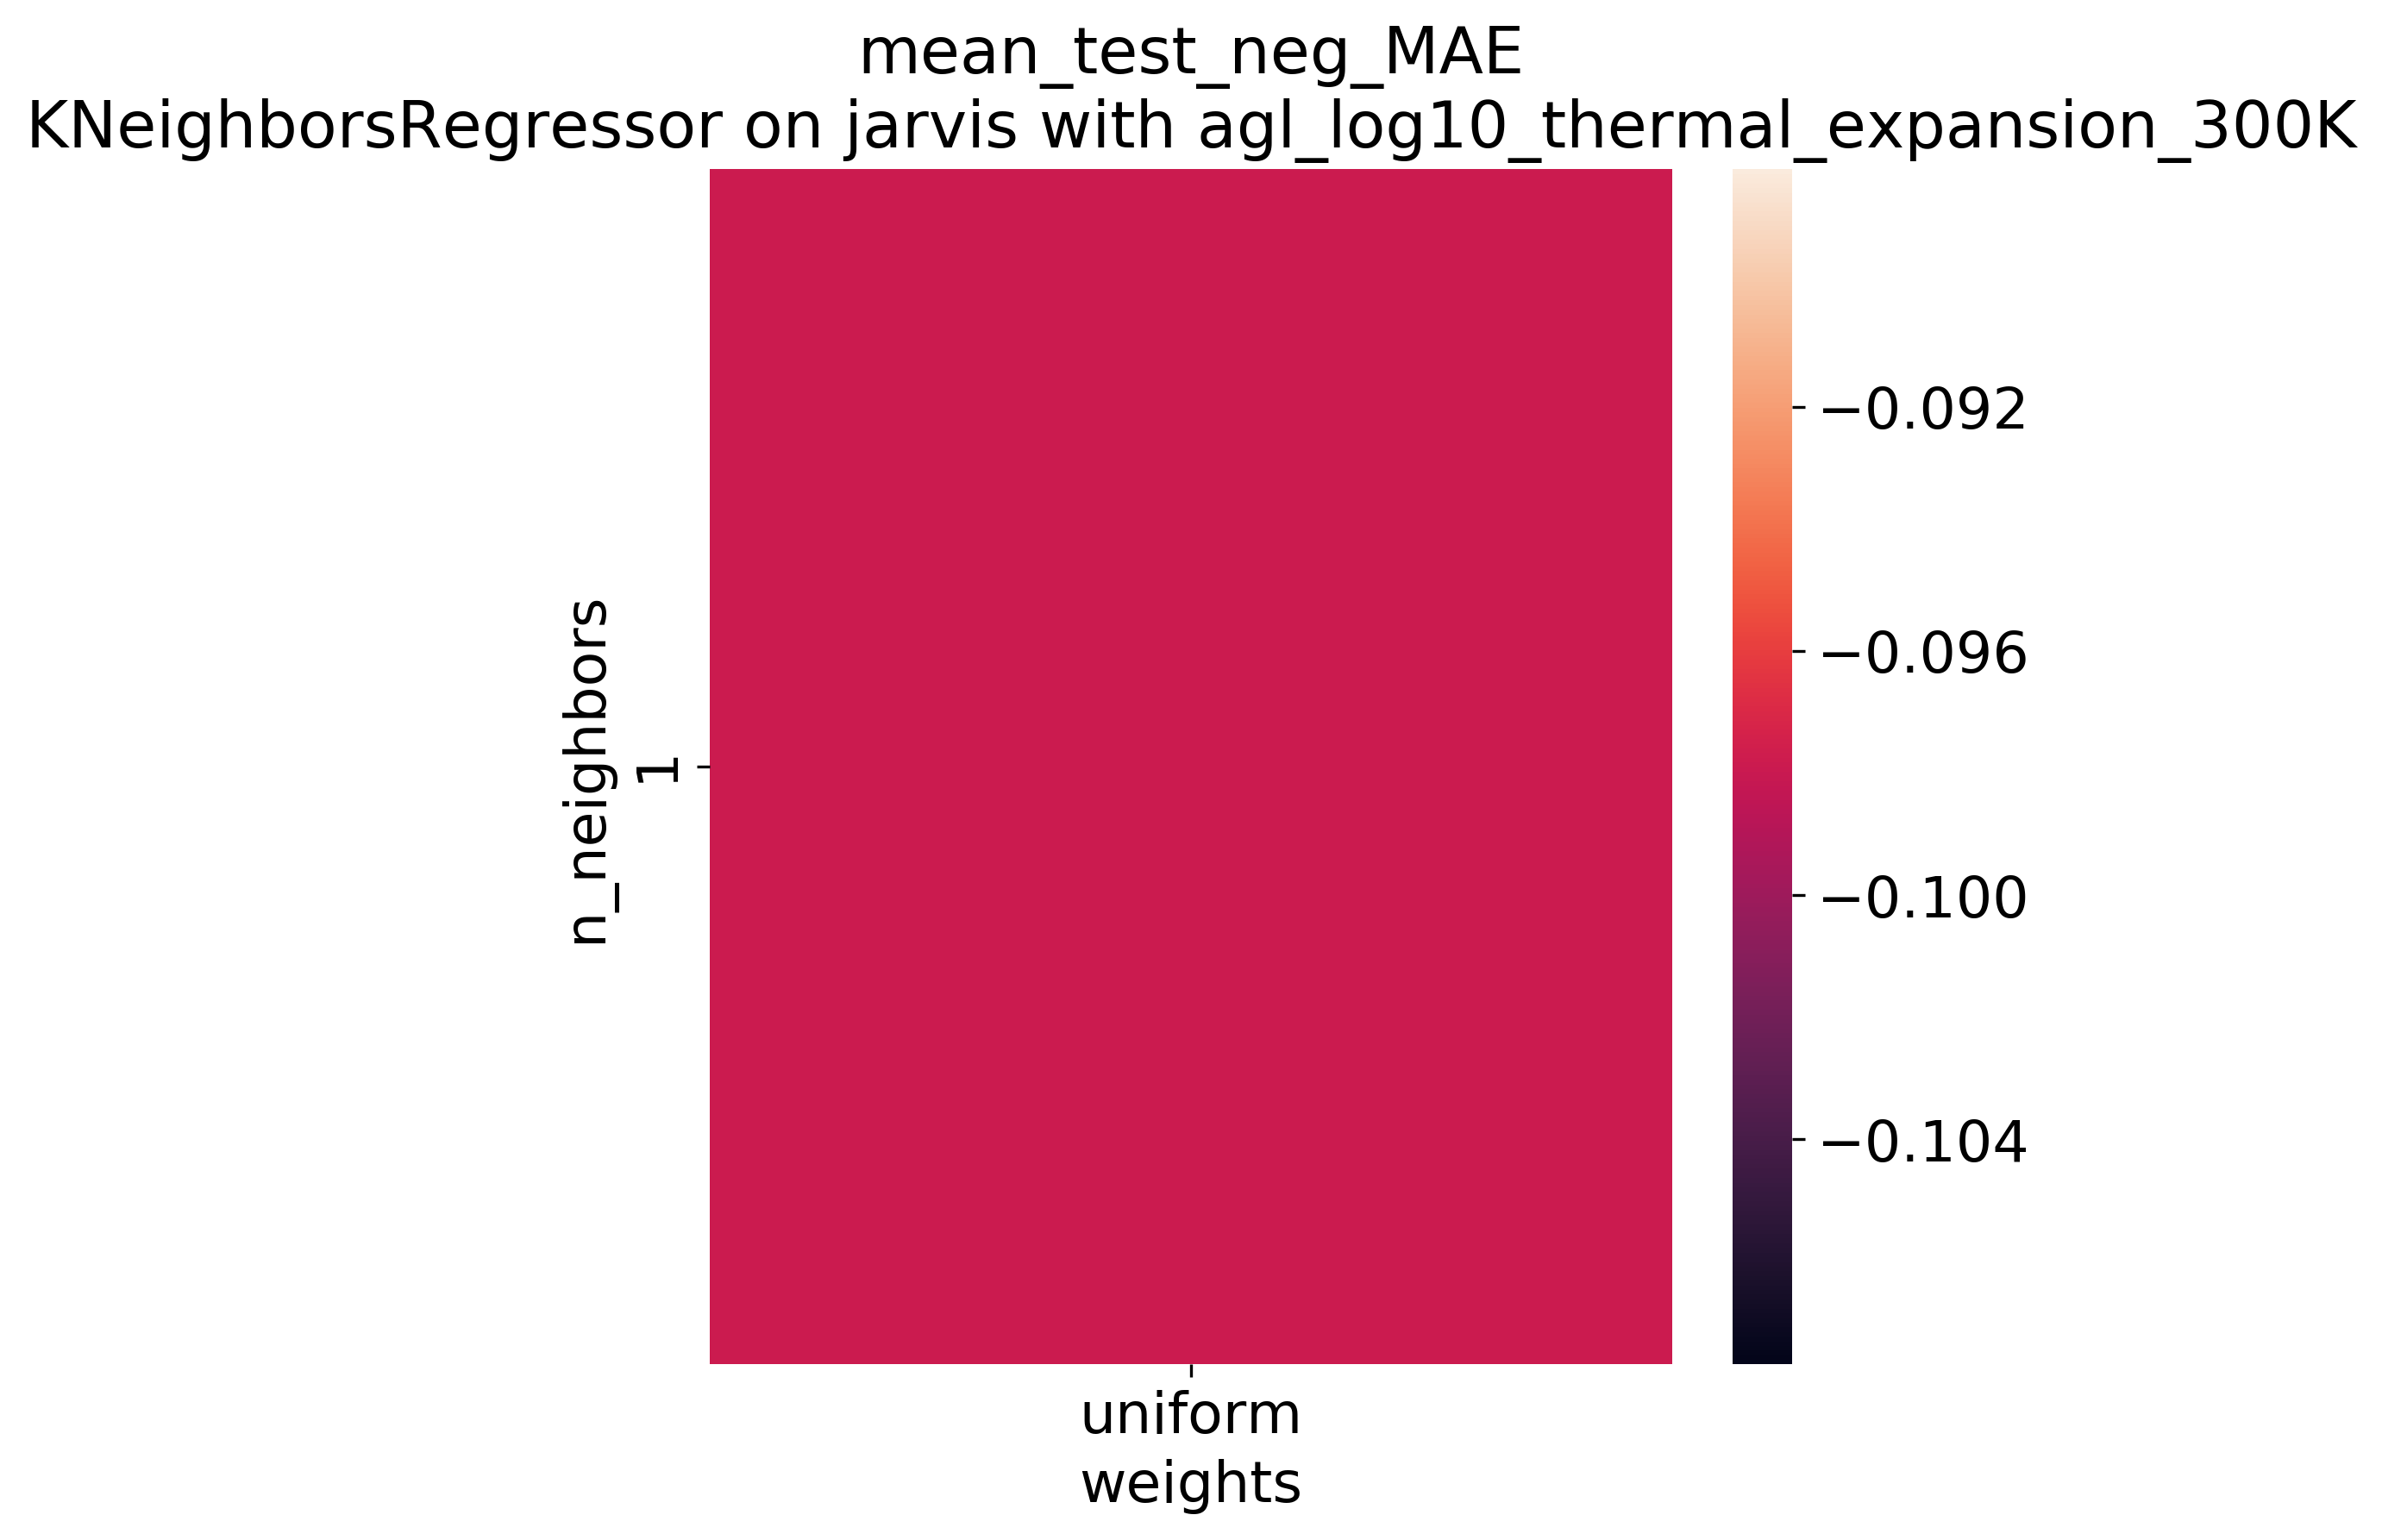 mean_test_neg_MAE
KNeighborsRegressor on jarvis with agl_log10_thermal_expansion_300K
n_neighbors
1
−0.092
−0.096
−0.100
−0.104
uniform
weights